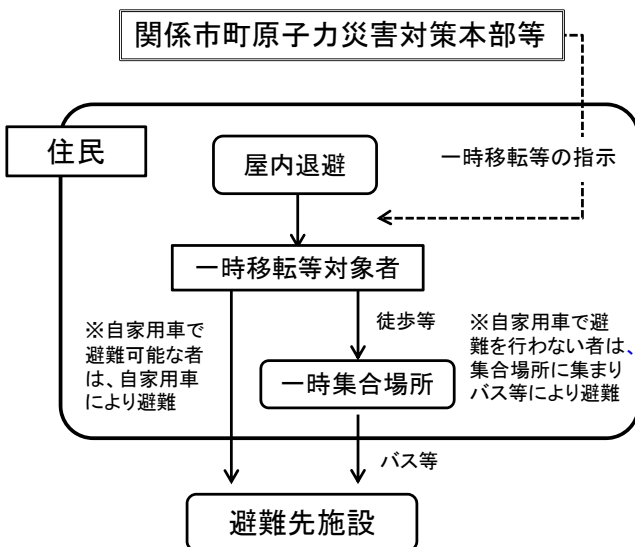 関係市町原子力災害対策本部等
住民
屋内退避
一時移転等の指示
一時移転等対象者
※自家用車で
避難可能な者
は、自家用車
により避難
徒歩等
※自家用車で避
難を行わない者は、
集合場所に集まり
バス等により避難
一時集合場所
バス等
避難先施設